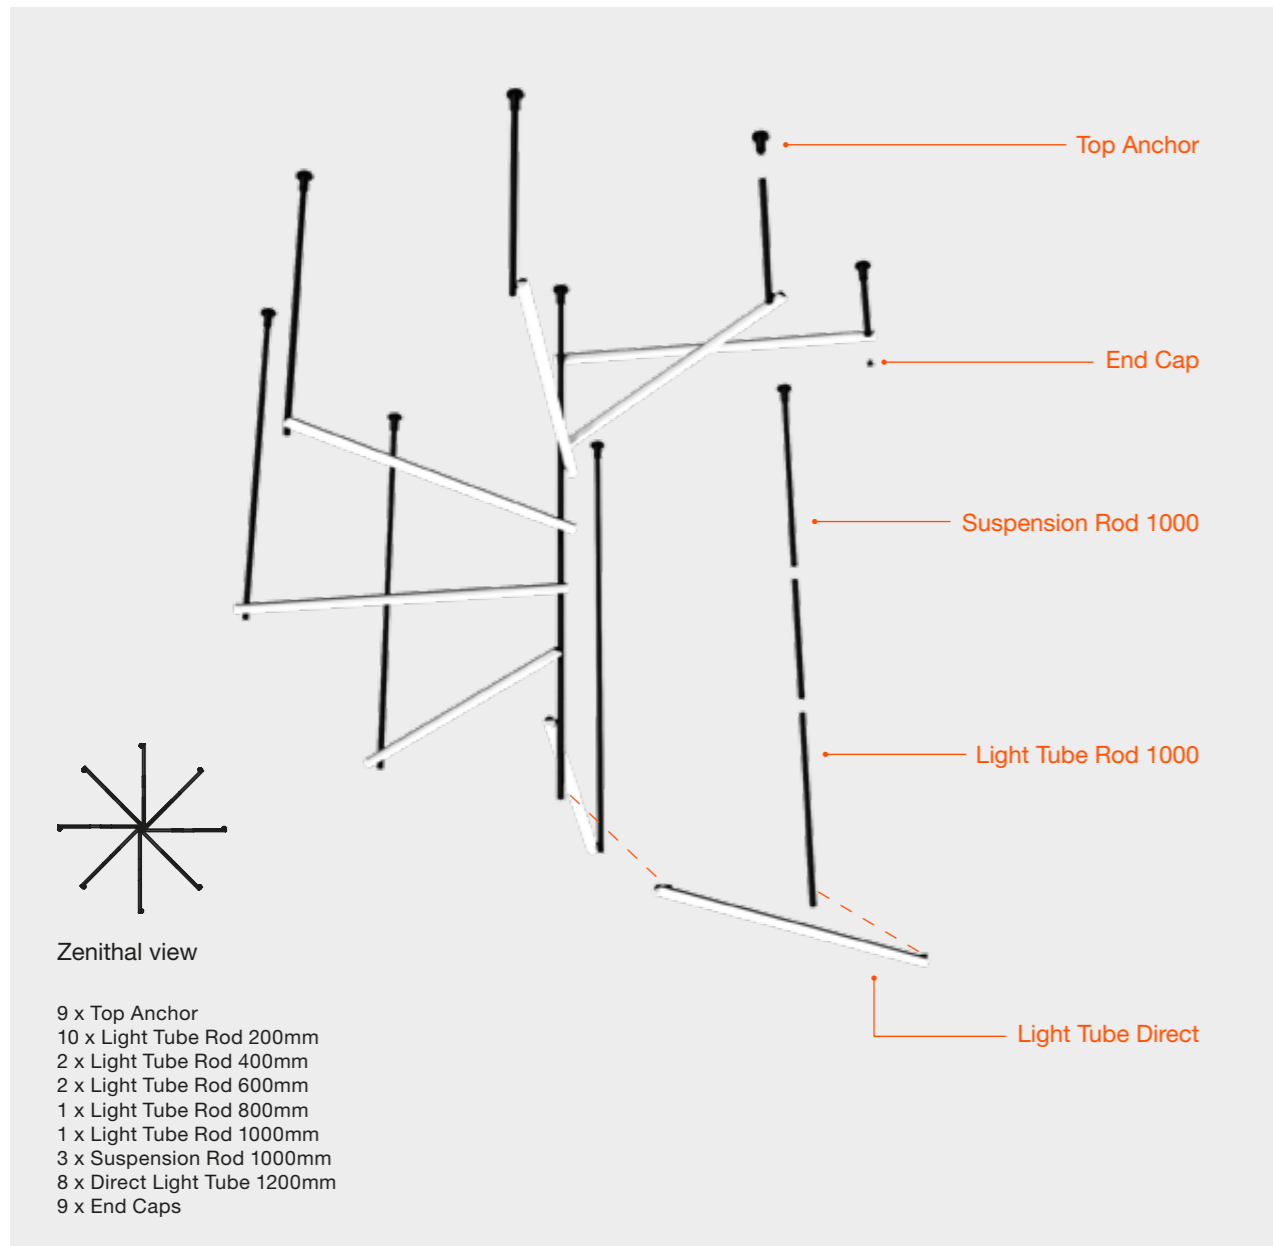 Top Anchor
End Cap
Suspension Rod 1000
Light Tube Rod 1000
Zenithal view
Light Tube Direct
9 x Top Anchor
10 x Light Tube Rod 200mm
2 x Light Tube Rod 400mm
2 x Light Tube Rod 600mm
1 x Light Tube Rod 800mm
1 x Light Tube Rod 1000mm
3 x Suspension Rod 1000mm
8 x Direct Light Tube 1200mm
9 x End Caps